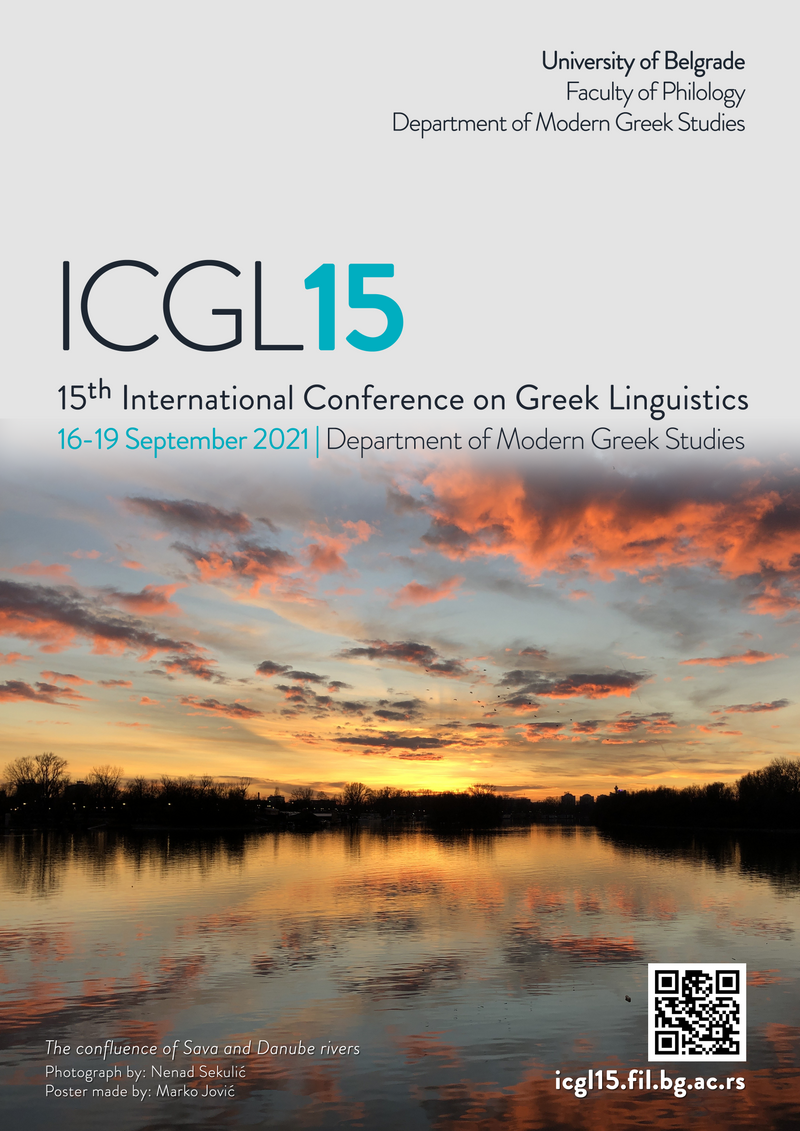 University of Belgrade
Faculty of Philology
Department of Modern Greek Studies
ICGL15
15th International Conference on Greek Linguistics
16-19 September 2021 | Department of Modern Greek Studies
The confluence of Sava and Danube rivers
Photograph by: Nenad Sekulić
Poster made by: Marko Jović
icgl15.fil.bg.ac.rs